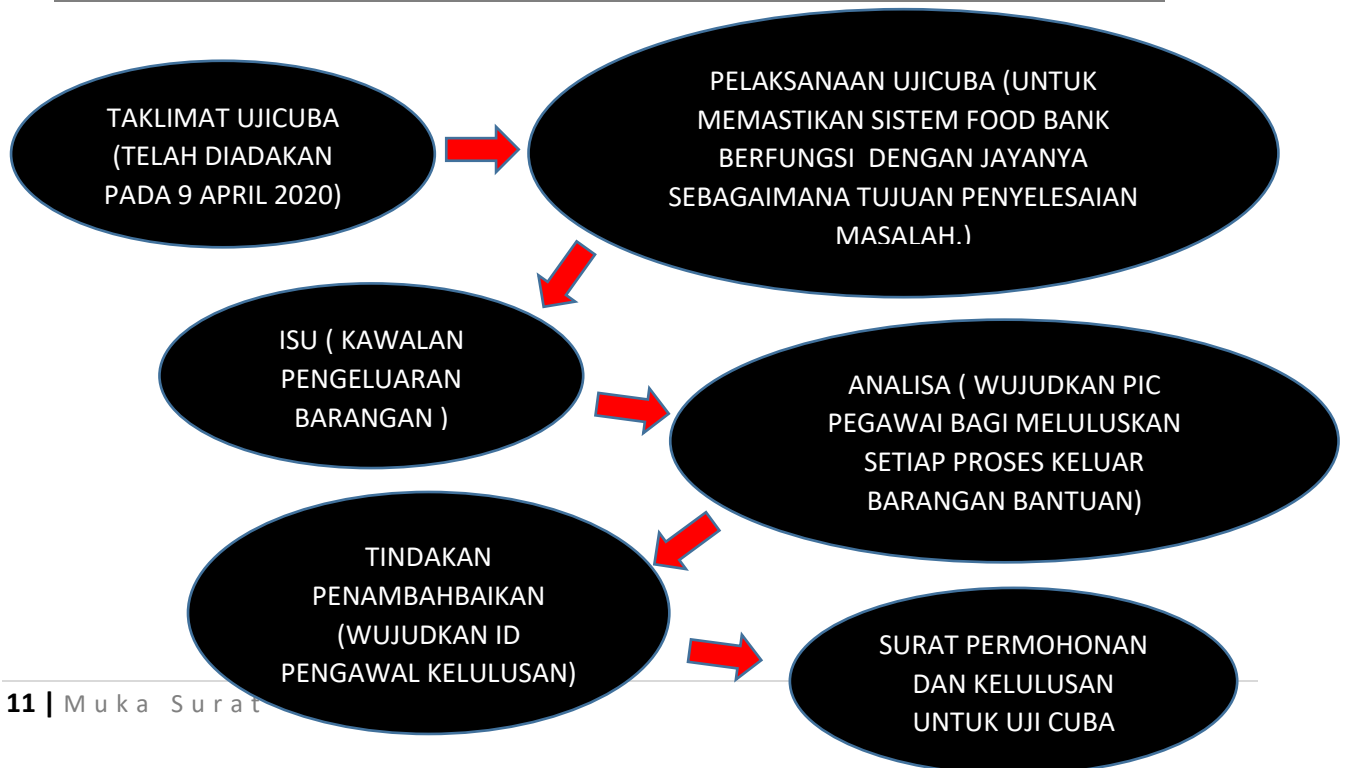 TAKLIMAT UJICUBA
(TELAH DIADAKAN
PADA 9 APRIL 2020)
PELAKSANAAN UJICUBA (UNTUK
MEMASTIKAN SISTEM FOOD BANK
BERFUNGSI DENGAN JAYANYA
SEBAGAIMANA TUJUAN PENYELESAIAN
MASALAH.)
ISU ( KAWALAN
PENGELUARAN
BARANGAN )
ANALISA ( WUJUDKAN PIC
PEGAWAI BAGI MELULUSKAN
SETIAP PROSES KELUAR
BARANGAN BANTUAN)
TINDAKAN
PENAMBAHBAIKAN
(WUJUDKAN ID
PENGAWAL KELULUSAN)
SURAT PERMOHONAN
DAN KELULUSAN
UNTUK UJI CUBA
11 | Muka Surat